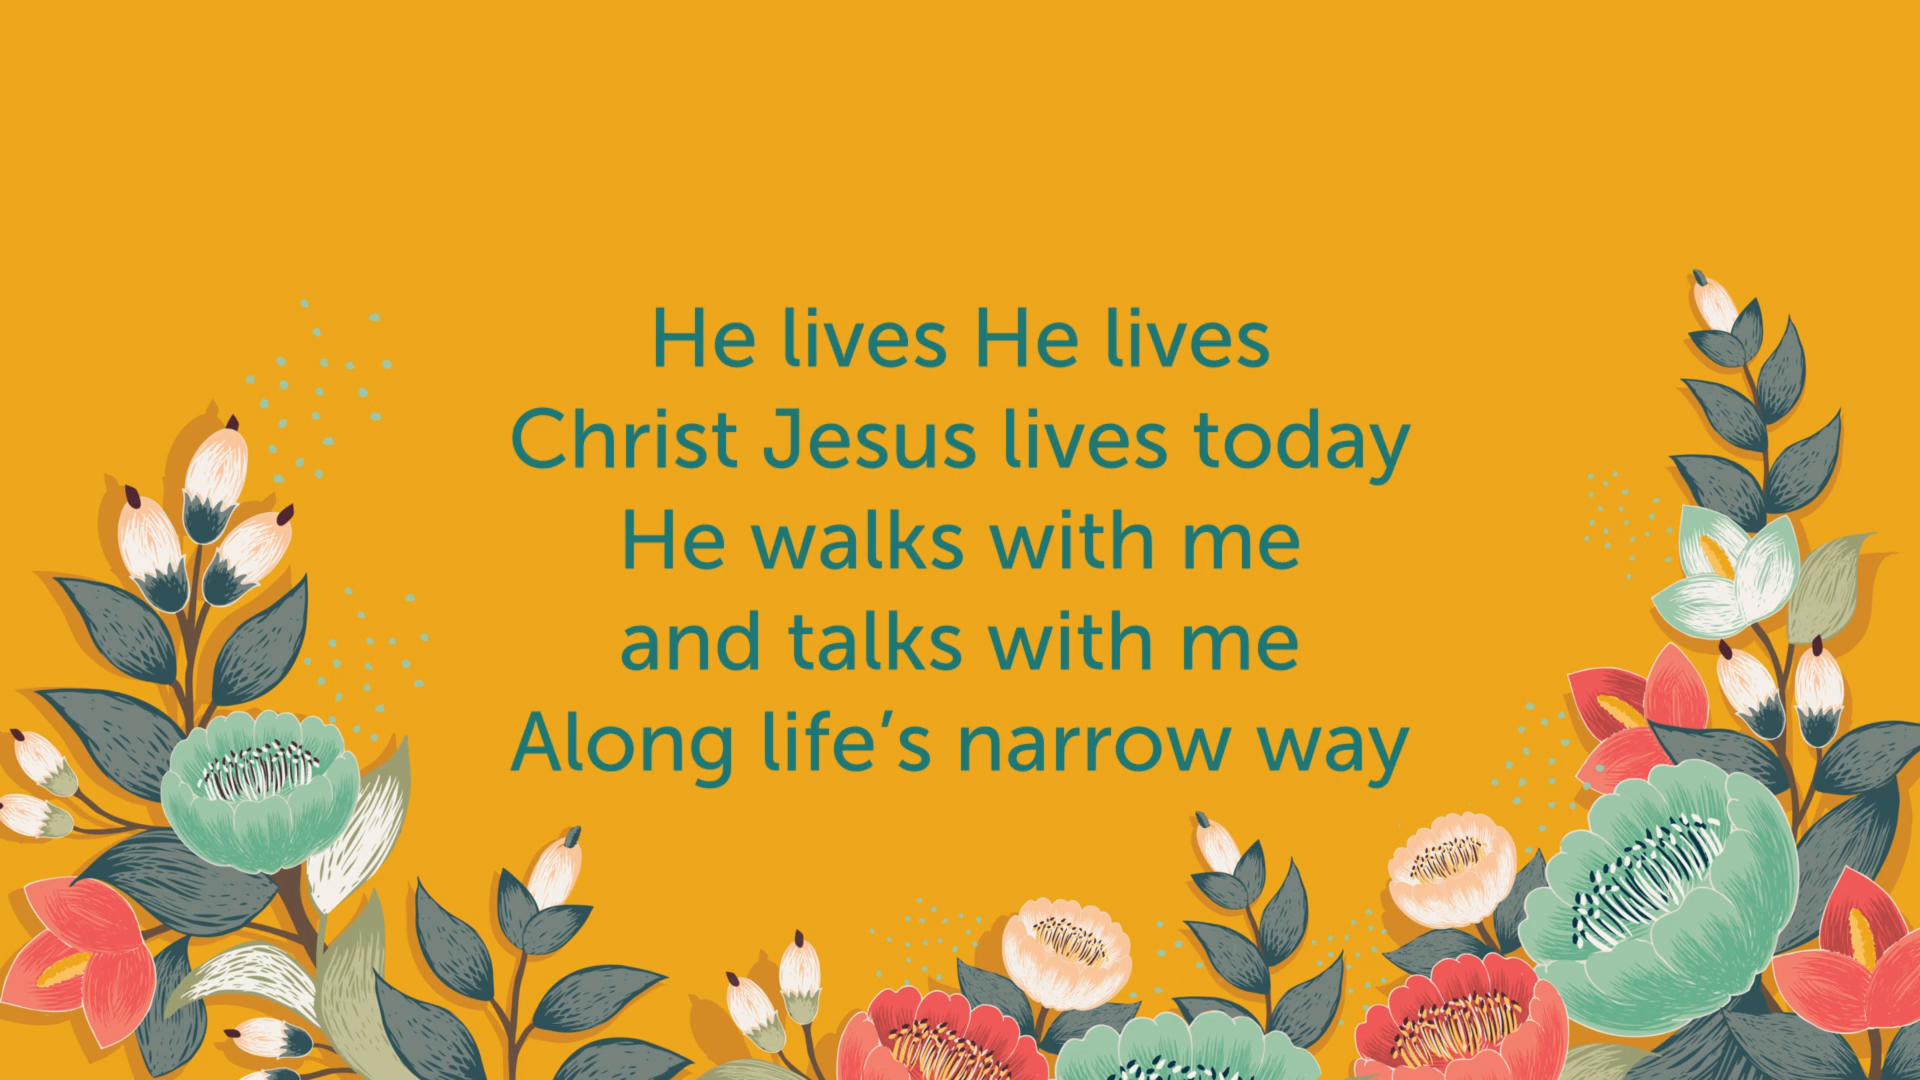 He lives He lives
Christ Jesus lives today
He walks with me
and talks with me
Along life’s narrow way